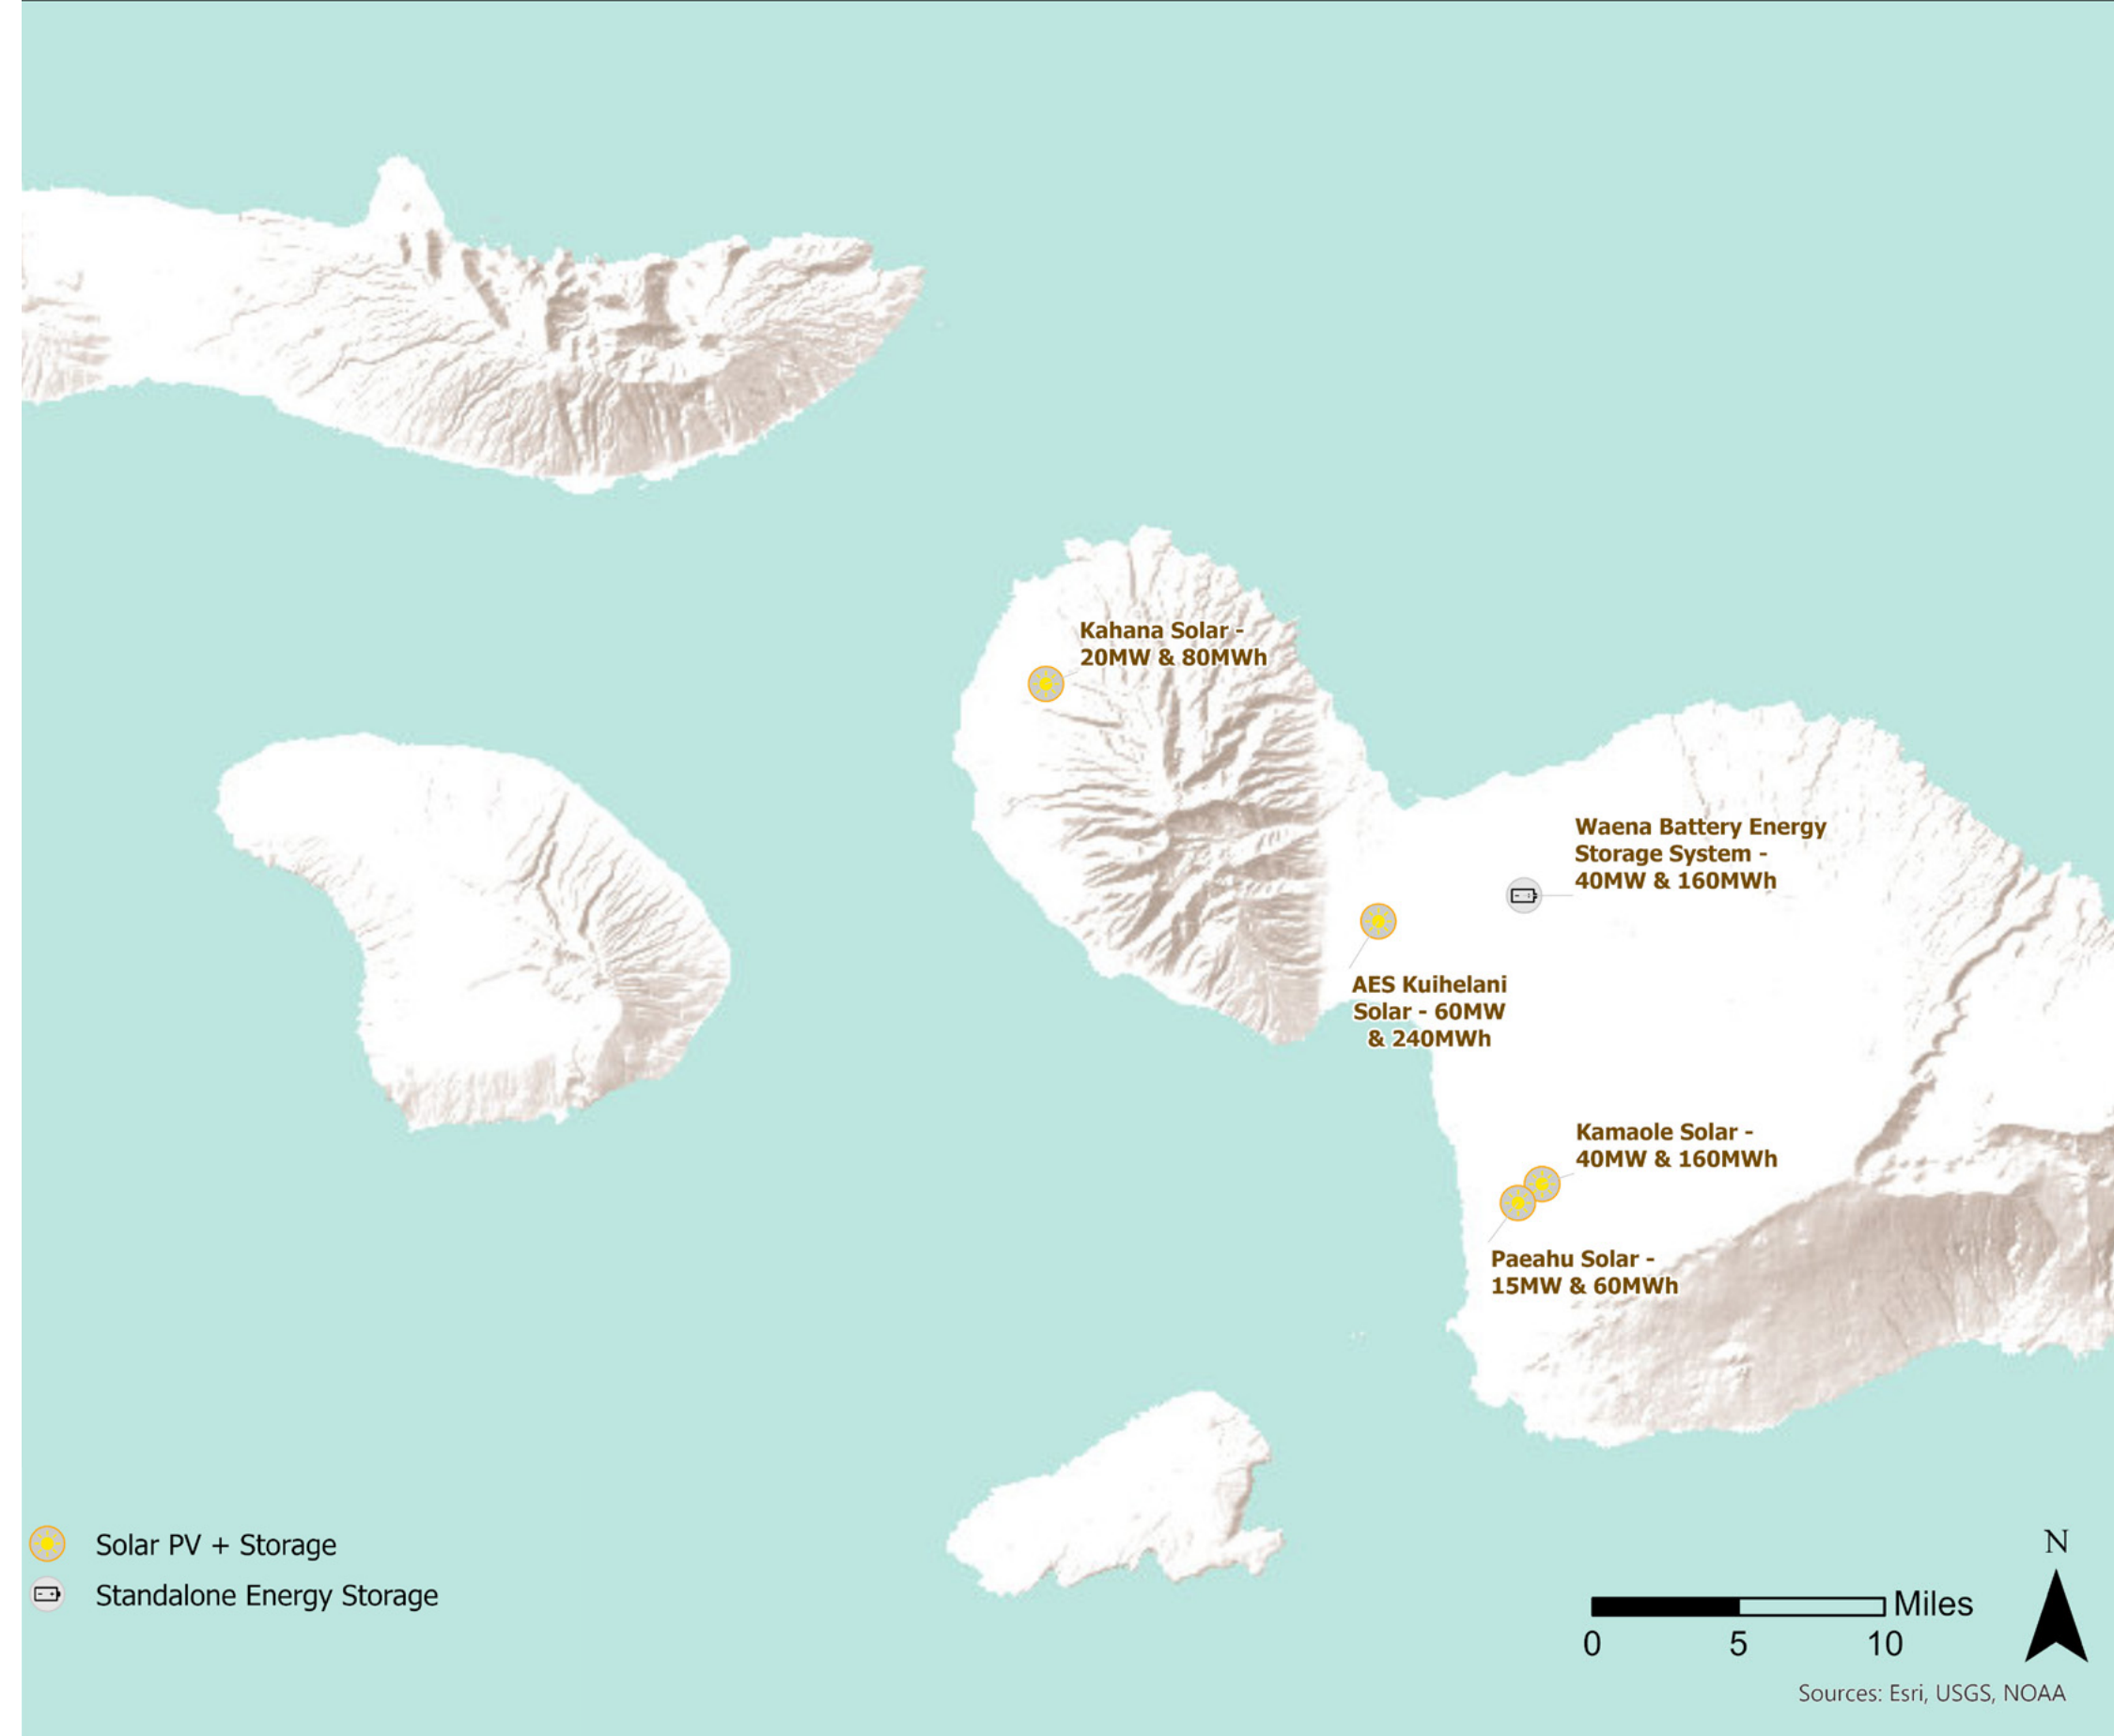 Kahana Solar -
20MW & 80MWh
Waena Battery Energy
Storage System -
40MW & 160MWh
AES Kuihelani
Solar - 60MW
& 240MWh
Kamaole Solar -
40MW & 160MWh
Paeahu Solar -
15MW & 60MWh
Solar PV + Storage
Standalone Energy Storage
N
Miles
0 5 10
Sources: Esri, USGS, NOAA